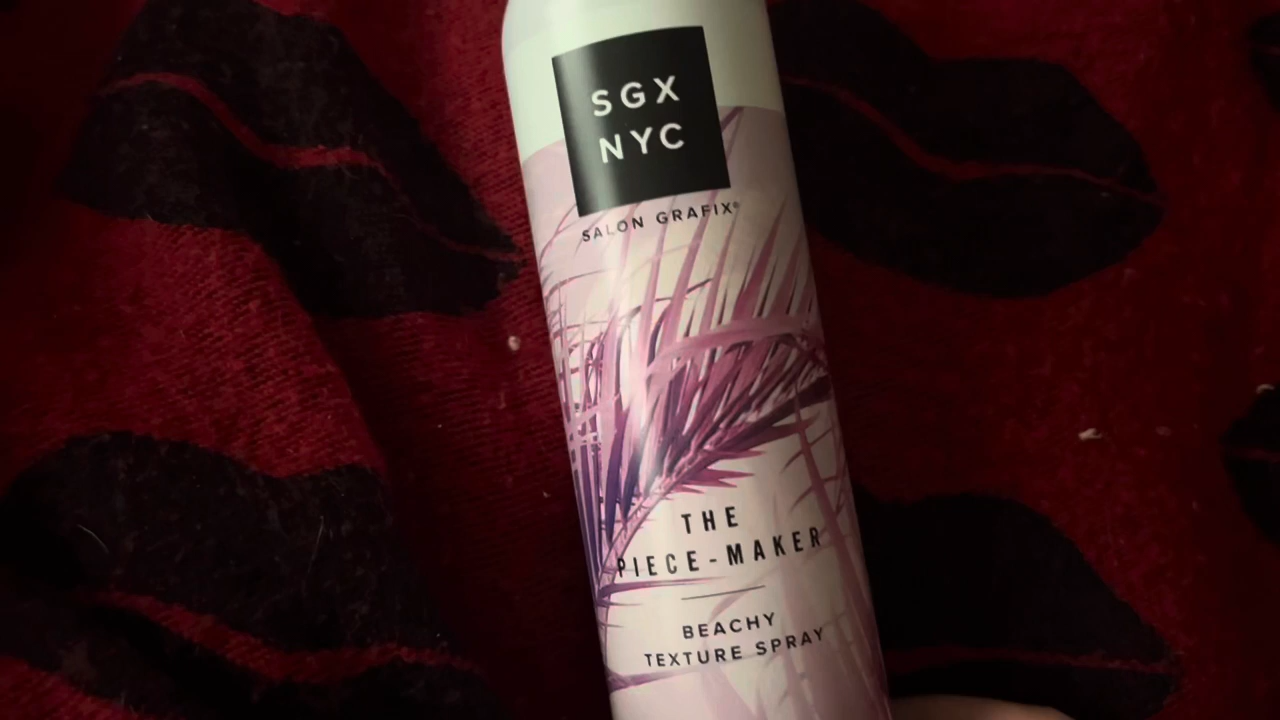 SGX
NYC
SALON GRAFIX®
THE
PIECE-MAKER
BEACHY
TEXTURE SPRAY